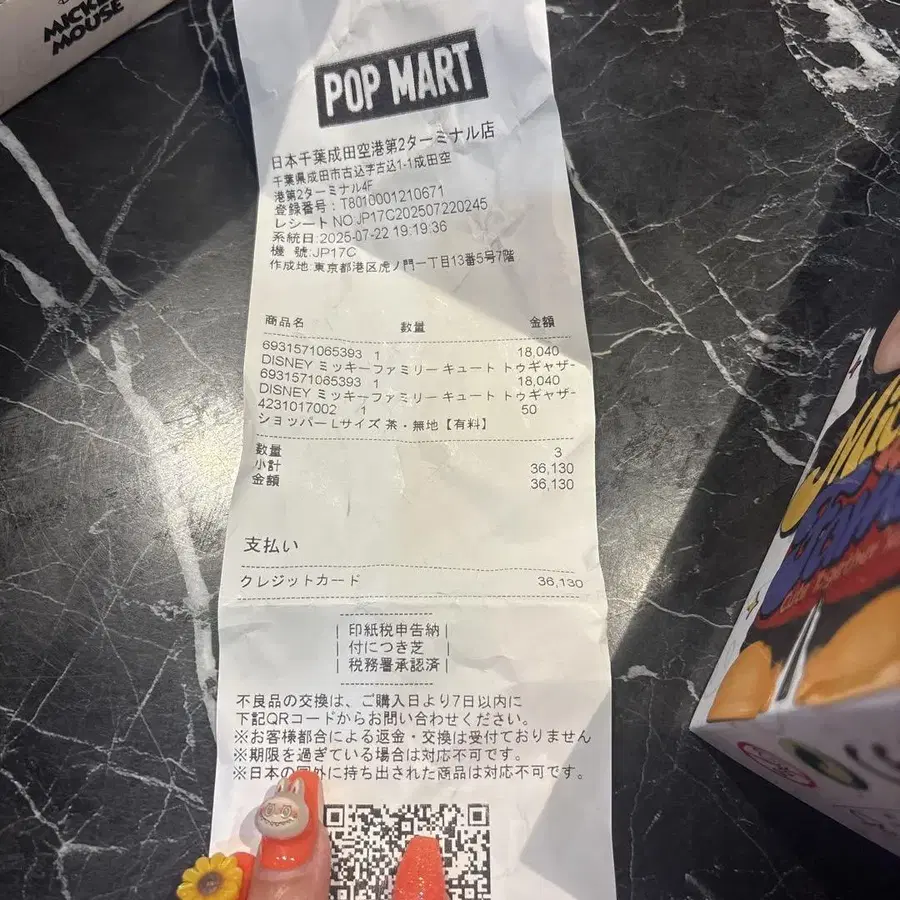 MICKEY
MOUSE
POP MART
日本千葉成田空港第2ターミナル店
千葉県成田市古込字古込1-1成田空
港第2ターミナル4F
登録番号：T8010001210671
レシートNO.JP17C202507220245
系統日:2025-07-22 19:19:36
機 號:JP17C
作成地:東京都港区虎ノ門一丁目13番5号7階
商品名 数量 金額
6931571065393 1 18,040
DISNEY ミッキーファミリー キュート トゥギャザ-
6931571065393 1 18,040
DISNEY ミッキーファミリー キュート トゥギャザ-
4231017002 1 50
ショッパー Lサイズ 茶・無地【有料】
数量 3
小計 36,130
金額 36,130
支払い
クレジットカード 36,130
印紙税申告納
付につき芝
税務署承認済
不良品の交換は、ご購入日より7日以内に
下記QRコードからお問い合わせください。
※お客様都合による返金・交換は受付ておりません
※期限を過ぎている場合は対応不可です。
※日本の国外に持ち出された商品は対応不可です。